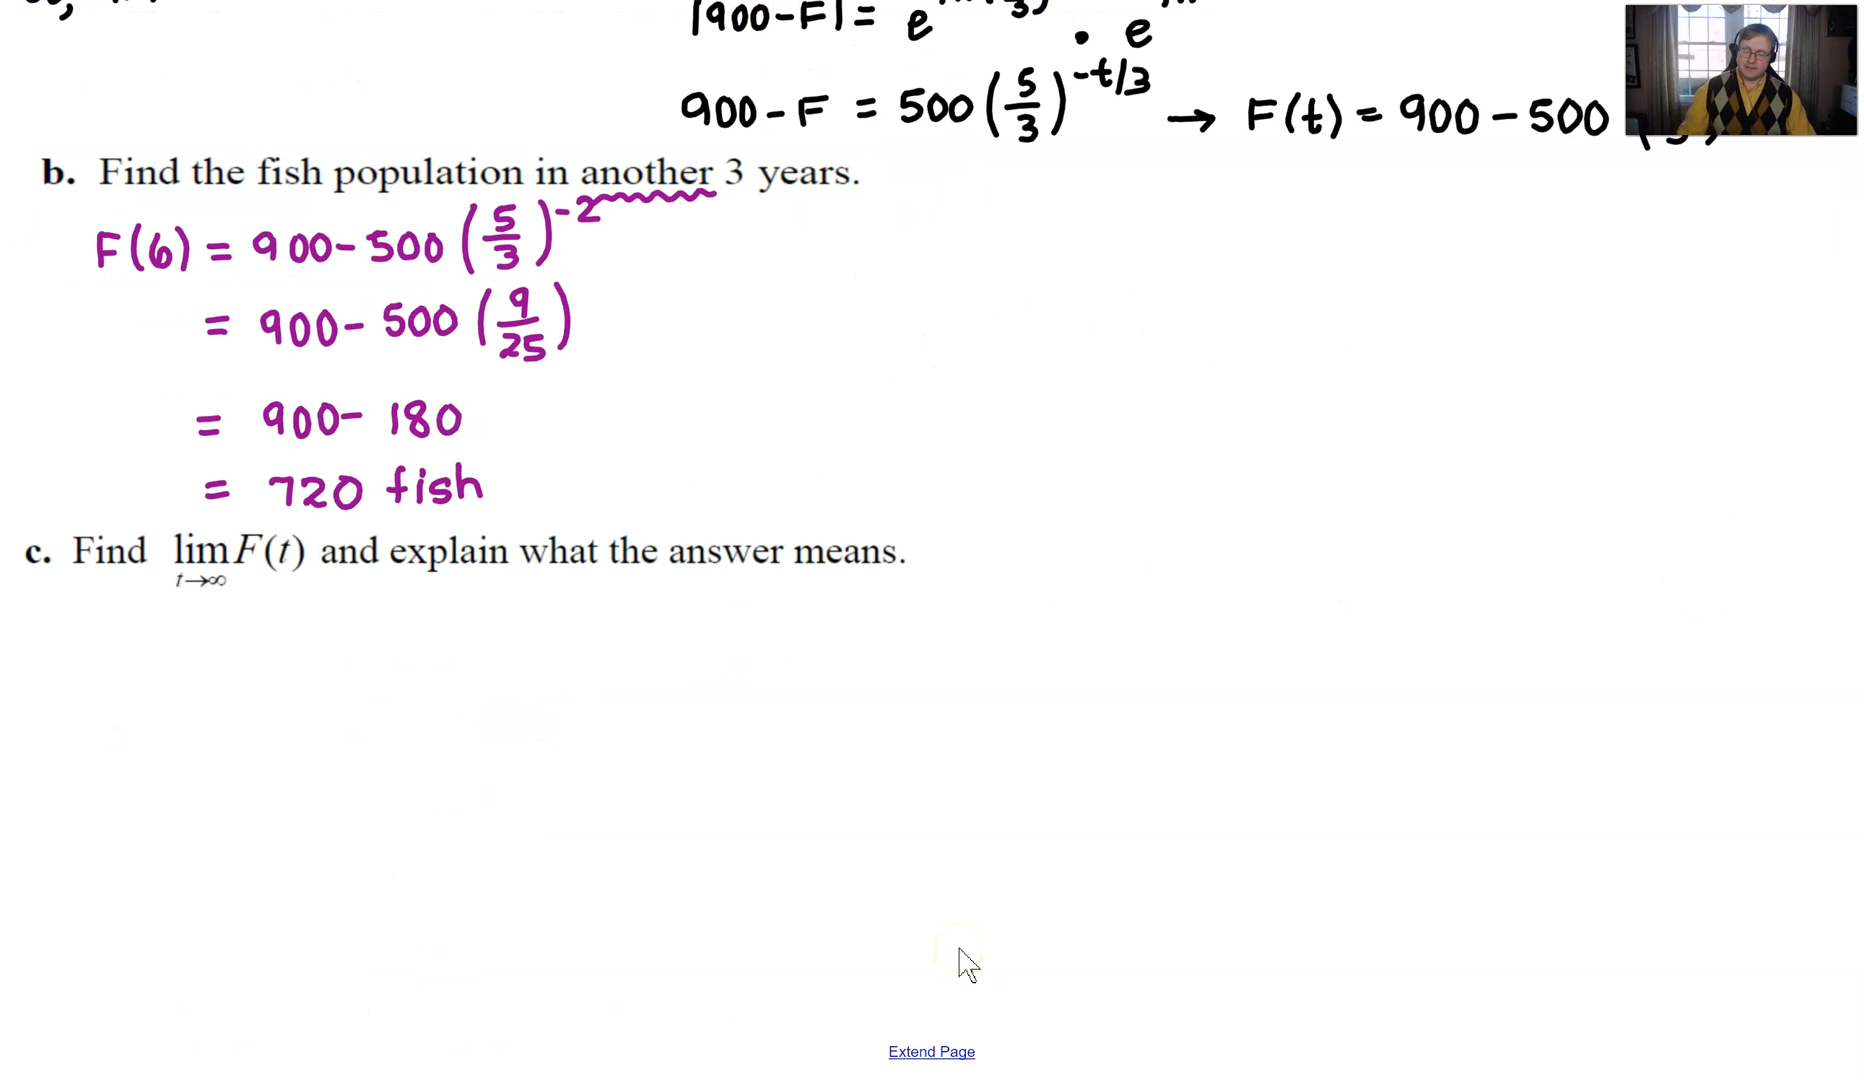 |900-F| = e · e
900-F = 500 (5/3)^-t/3 → F(t) = 900-500
b. Find the fish population in another 3 years.
F(6) = 900-500 (5/3)^-2
= 900- 500 (9/25)
= 900- 180
= 720 fish
c. Find lim t→∞ F(t) and explain what the answer means.
Extend Page